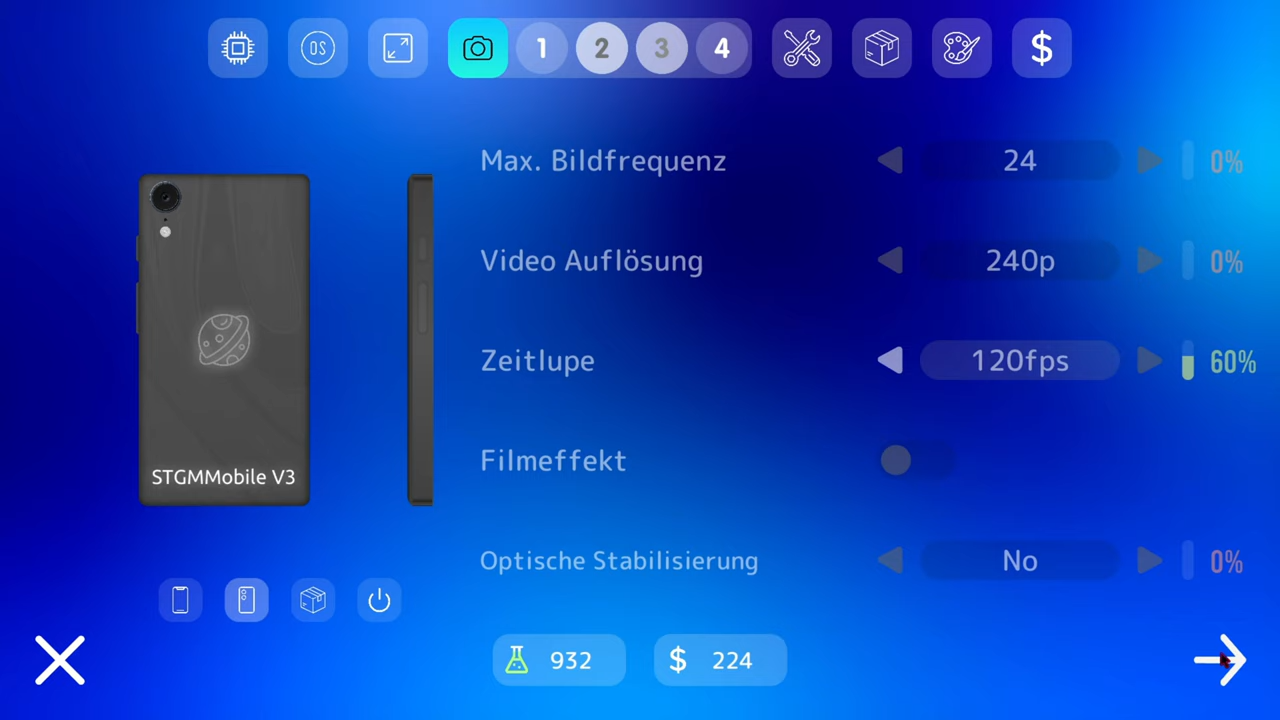 OS 1 2 3 4 $
Max. Bildfrequenz 24 0%
Video Auflösung 240p 0%
Zeitlupe 120fps 60%
Filmeffekt
STGMMobile V3
Optische Stabilisierung No 0%
932 $ 224